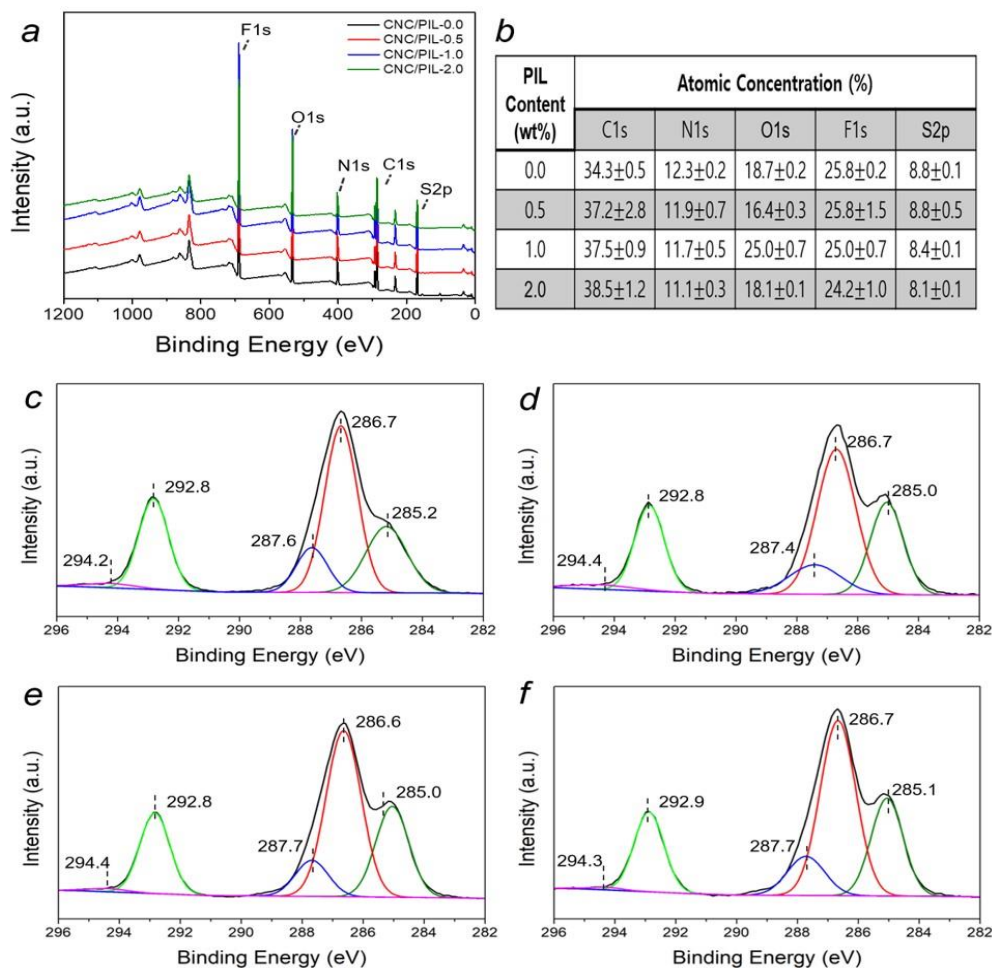 a
Intensity (a.u.)
F1s
O1s
N1s
C1s
S2p
CNC/PIL-0.0
CNC/PIL-0.5
CNC/PIL-1.0
CNC/PIL-2.0
1200 1000 800 600 400 200 0
Binding Energy (eV)
b
PIL Content (wt%) Atomic Concentration (%)
C1s N1s O1s F1s S2p
0.0 34.3±0.5 12.3±0.2 18.7±0.2 25.8±0.2 8.8±0.1
0.5 37.2±2.8 11.9±0.7 16.4±0.3 25.8±1.5 8.8±0.5
1.0 37.5±0.9 11.7±0.5 25.0±0.7 25.0±0.7 8.4±0.1
2.0 38.5±1.2 11.1±0.3 18.1±0.1 24.2±1.0 8.1±0.1
c
Intensity (a.u.)
294.2
292.8
287.6
286.7
285.2
296 294 292 290 288 286 284 282
Binding Energy (eV)
d
Intensity (a.u.)
294.4
292.8
287.4
286.7
285.0
296 294 292 290 288 286 284 282
Binding Energy (eV)
e
Intensity (a.u.)
294.4
292.8
287.7
286.6
285.0
296 294 292 290 288 286 284 282
Binding Energy (eV)
f
Intensity (a.u.)
294.3
292.9
287.7
286.7
285.1
296 294 292 290 288 286 284 282
Binding Energy (eV)